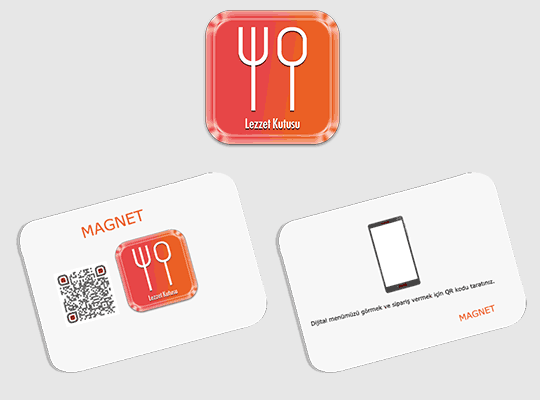 Lezzet Kutusu
MAGNET
Lezzet Kutusu
Dijital menümüzü görmek ve sipariş vermek için QR kodu taratınız.
MAGNET